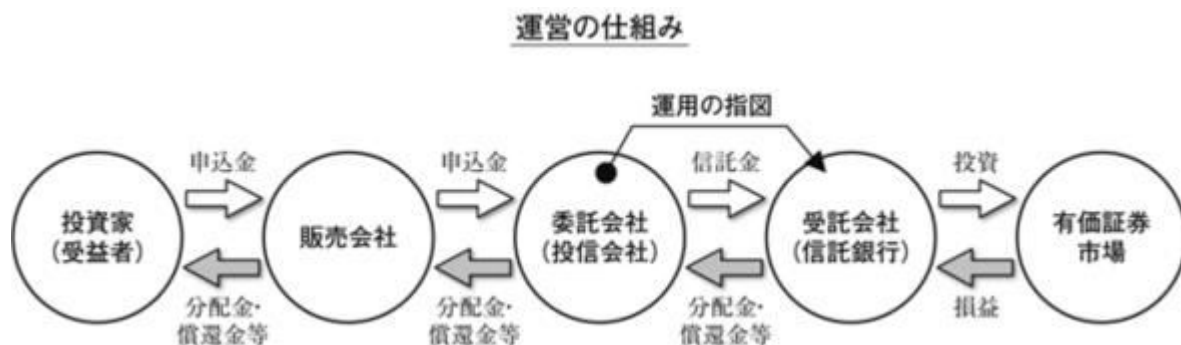 運営の仕組み
運用の指図
申込金
申込金
信託金
投資
投資家
(受益者)
販売会社
委託会社
(投信会社)
受託会社
(信託銀行)
有価証券
市場
分配金・
償還金等
分配金・
償還金等
分配金・
償還金等
損益